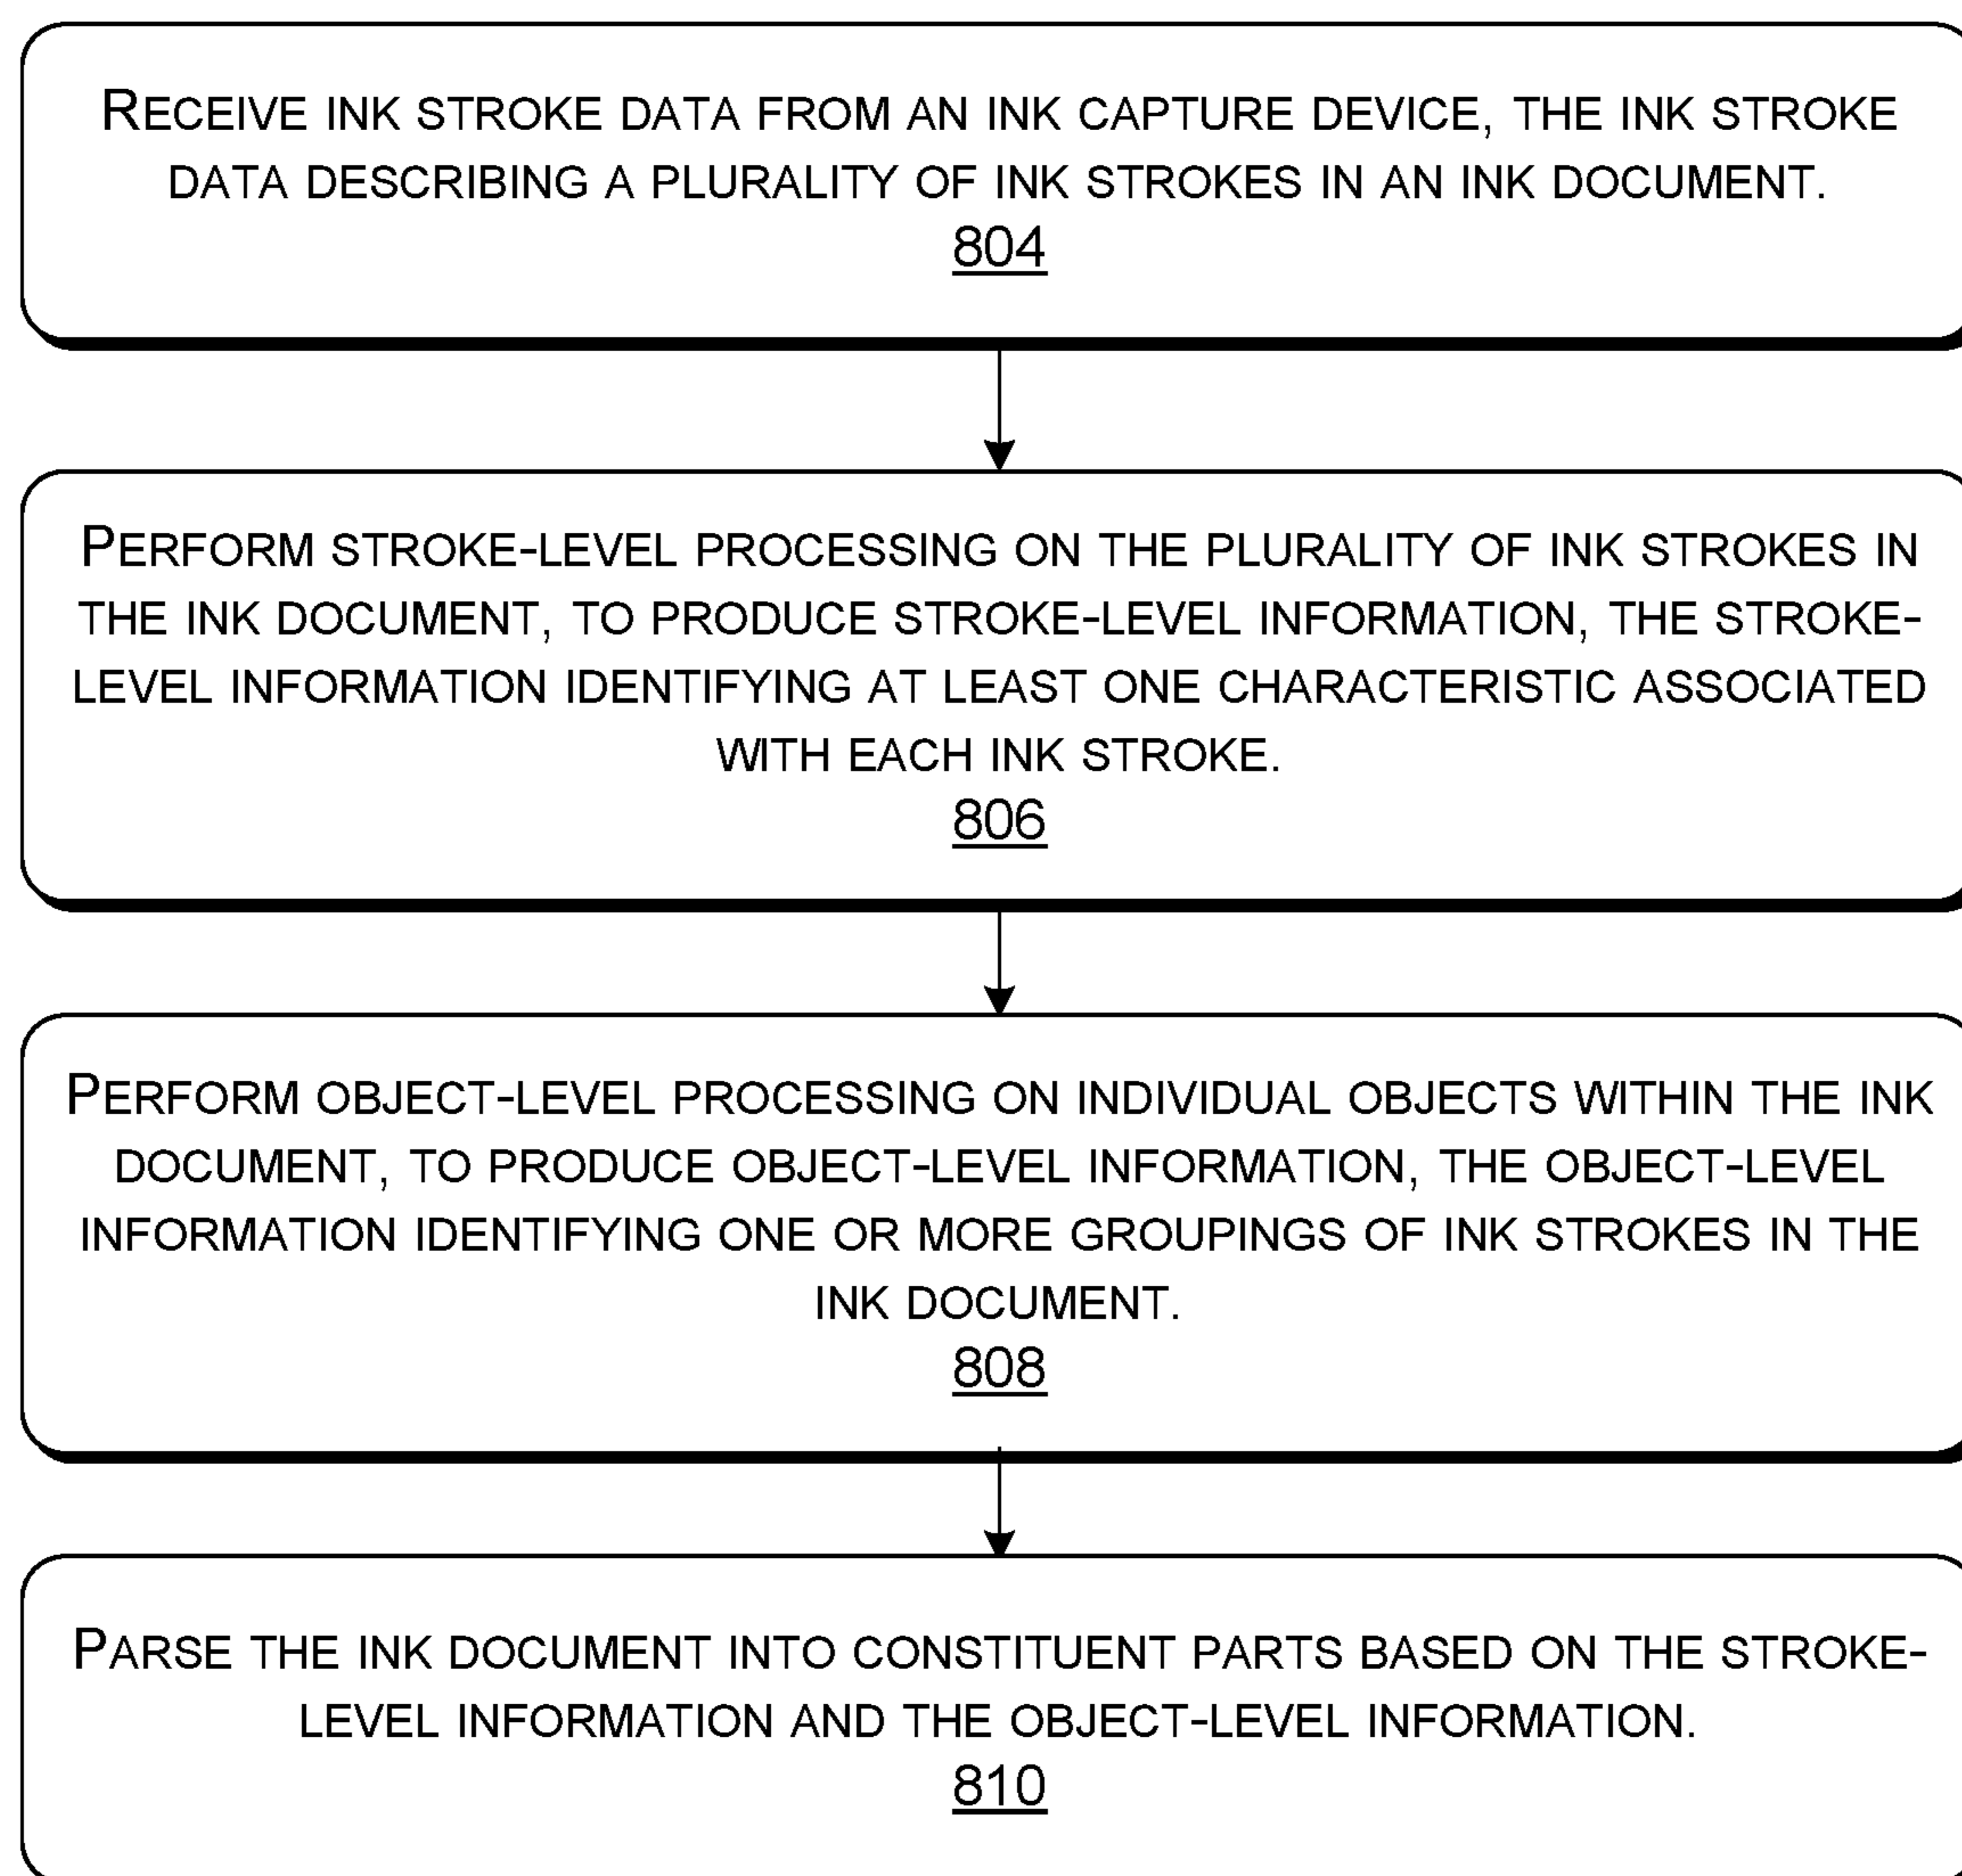 RECEIVE INK STROKE DATA FROM AN INK CAPTURE DEVICE, THE INK STROKE
DATA DESCRIBING A PLURALITY OF INK STROKES IN AN INK DOCUMENT.
804
PERFORM STROKE-LEVEL PROCESSING ON THE PLURALITY OF INK STROKES IN
THE INK DOCUMENT, TO PRODUCE STROKE-LEVEL INFORMATION, THE STROKE-
LEVEL INFORMATION IDENTIFYING AT LEAST ONE CHARACTERISTIC ASSOCIATED
WITH EACH INK STROKE.
806
PERFORM OBJECT-LEVEL PROCESSING ON INDIVIDUAL OBJECTS WITHIN THE INK
DOCUMENT, TO PRODUCE OBJECT-LEVEL INFORMATION, THE OBJECT-LEVEL
INFORMATION IDENTIFYING ONE OR MORE GROUPINGS OF INK STROKES IN THE
INK DOCUMENT.
808
PARSE THE INK DOCUMENT INTO CONSTITUENT PARTS BASED ON THE STROKE-
LEVEL INFORMATION AND THE OBJECT-LEVEL INFORMATION.
810